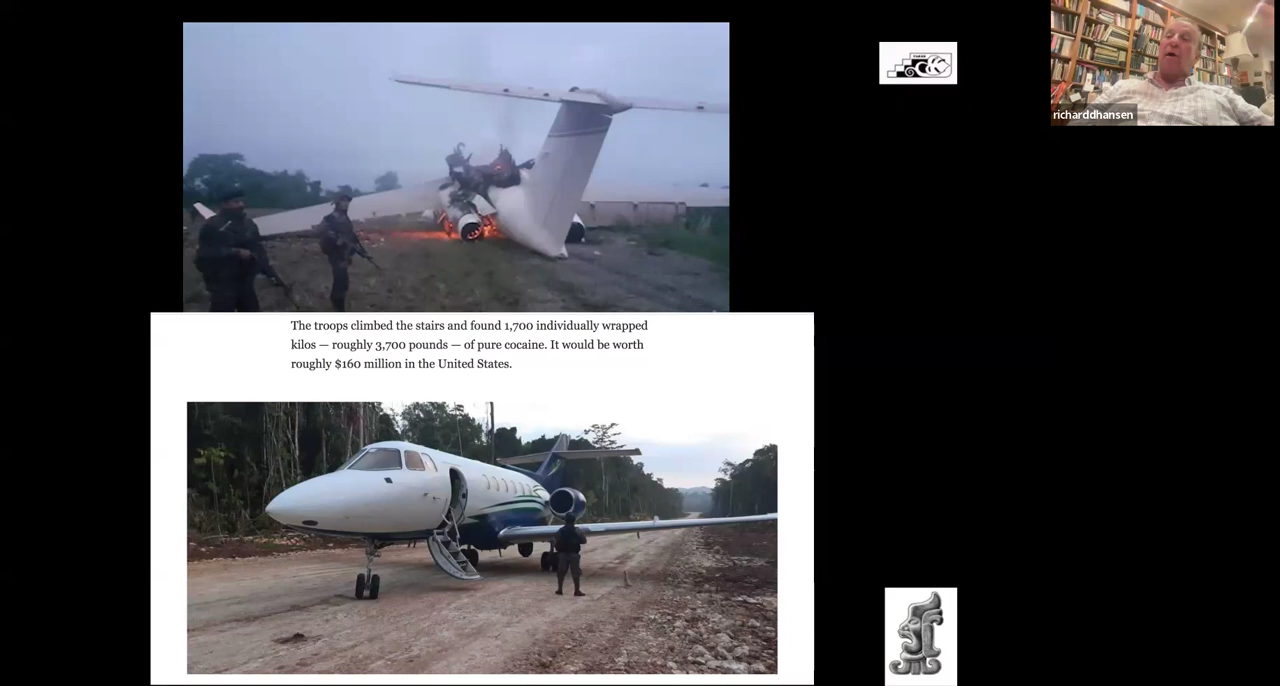 The troops climbed the stairs and found 1,700 individually wrapped
kilos — roughly 3,700 pounds — of pure cocaine. It would be worth
roughly $160 million in the United States.
richarddhansen